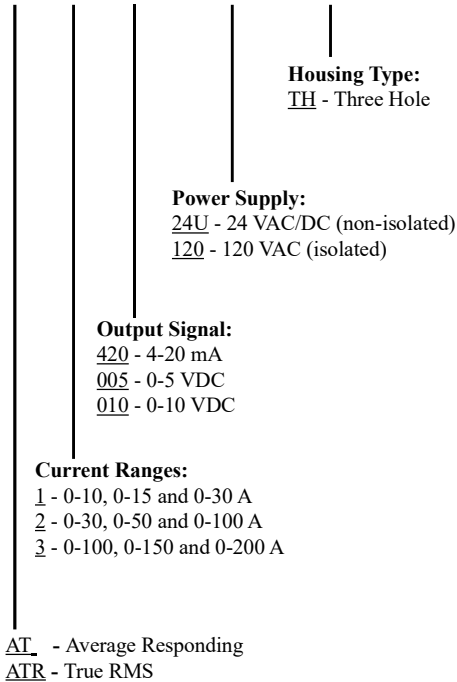 Housing Type:
TH - Three Hole
Power Supply:
24U - 24 VAC/DC (non-isolated)
120 - 120 VAC (isolated)
Output Signal:
420 - 4-20 mA
005 - 0-5 VDC
010 - 0-10 VDC
Current Ranges:
1 - 0-10, 0-15 and 0-30 A
2 - 0-30, 0-50 and 0-100 A
3 - 0-100, 0-150 and 0-200 A
AT - Average Responding
ATR - True RMS